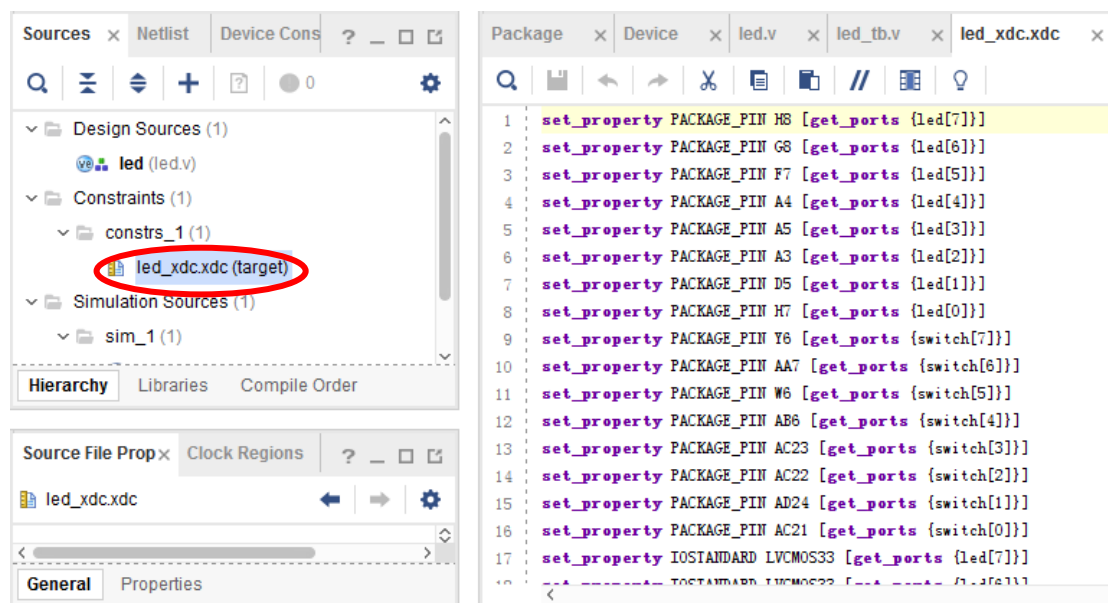 Sources × Netlist Device Cons ? _
0
Design Sources (1)
led (led.v)
Constraints (1)
constrs_1 (1)
led_xdc.xdc (target)
Simulation Sources (1)
sim_1 (1)
Hierarchy Libraries Compile Order
Source File Prop × Clock Regions ? _
led_xdc.xdc
General Properties
Package × Device × led.v × led_tb.v × led_xdc.xdc ×
1 set_property PACKAGE_PIN H8 [get_ports {led[7]}]
2 set_property PACKAGE_PIN G8 [get_ports {led[6]}]
3 set_property PACKAGE_PIN F7 [get_ports {led[5]}]
4 set_property PACKAGE_PIN A4 [get_ports {led[4]}]
5 set_property PACKAGE_PIN A5 [get_ports {led[3]}]
6 set_property PACKAGE_PIN A3 [get_ports {led[2]}]
7 set_property PACKAGE_PIN D5 [get_ports {led[1]}]
8 set_property PACKAGE_PIN H7 [get_ports {led[0]}]
9 set_property PACKAGE_PIN Y6 [get_ports {switch[7]}]
10 set_property PACKAGE_PIN AA7 [get_ports {switch[6]}]
11 set_property PACKAGE_PIN W6 [get_ports {switch[5]}]
12 set_property PACKAGE_PIN AB6 [get_ports {switch[4]}]
13 set_property PACKAGE_PIN AC23 [get_ports {switch[3]}]
14 set_property PACKAGE_PIN AC22 [get_ports {switch[2]}]
15 set_property PACKAGE_PIN AD24 [get_ports {switch[1]}]
16 set_property PACKAGE_PIN AC21 [get_ports {switch[0]}]
17 set_property IOSTANDARD LVCMOS33 [get_ports {led[7]}]
18 set_property IOSTANDARD LVCMOS33 [get_ports {led[6]}]